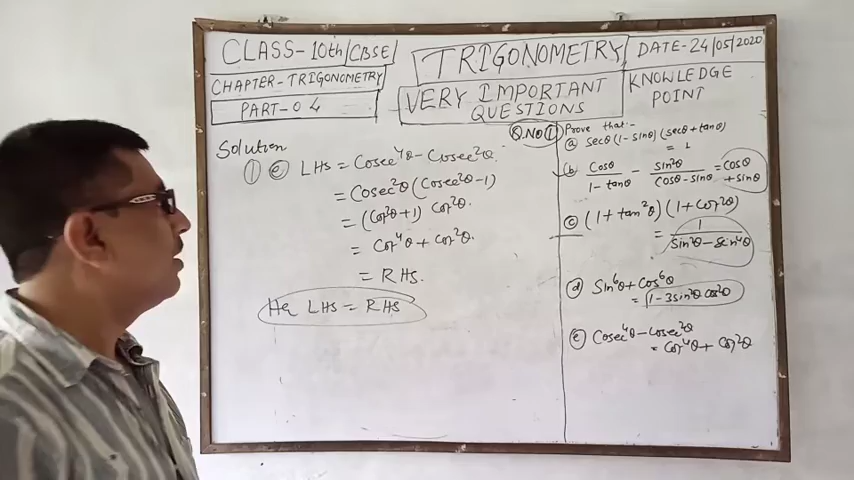 CLASS-10th/CBSE/
TRIGONOMETRY
DATE-24/05/2020
CHAPTER-TRIGONOMETRY
PART-04
VERY IMPORTANT
QUESTIONS
KNOWLEDGE
POINT
Solution
① ⓔ LHS = Cosec⁴θ - Cosec²θ.
= Cosec²θ (Cosec²θ-1)
= (Cot²θ+1) Cot²θ.
= Cot⁴θ + Cot²θ.
= RHS.
LHS = RHS
Q.NO① Prove that:-
ⓐ secθ(1-sinθ)(secθ+tanθ)
= 1
ⓑ Cosθ/1-tanθ - sin²θ/Cosθ-sinθ = cosθ
+sinθ
ⓒ (1+tan²θ)(1+cot²θ)
= 1/sin²θ-sin⁴θ
ⓓ Sin⁶θ+cos⁶θ
= 1-3sin²θ cos²θ
ⓔ Cosec⁴θ-cosec²θ
= cot⁴θ+cot²θ